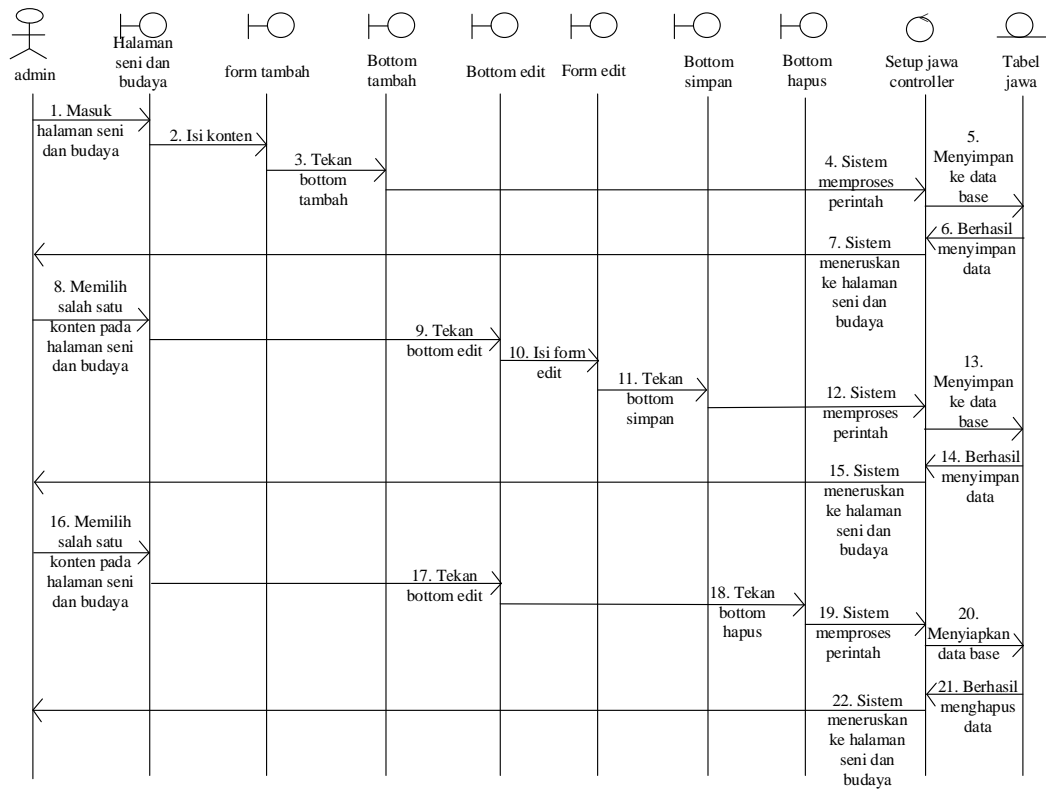 admin
Halaman
seni dan
budaya
form tambah
Bottom
tambah
Bottom edit
Form edit
Bottom
simpan
Bottom
hapus
Setup jawa
controller
Tabel
jawa
1. Masuk
halaman seni
dan budaya
2. Isi konten
3. Tekan
bottom
tambah
4. Sistem
memproses
perintah
5.
Menyimpan
ke data
base
6. Berhasil
menyimpan
data
7. Sistem
meneruskan
ke halaman
seni dan
budaya
8. Memilih
salah satu
konten pada
halaman seni
dan budaya
9. Tekan
bottom edit
10. Isi form
edit
11. Tekan
bottom
simpan
12. Sistem
memproses
perintah
13.
Menyimpan
ke data
base
14. Berhasil
menyimpan
data
15. Sistem
meneruskan
ke halaman
seni dan
budaya
16. Memilih
salah satu
konten pada
halaman seni
dan budaya
17. Tekan
bottom edit
18. Tekan
bottom
hapus
19. Sistem
memproses
perintah
20.
Menyiapkan
data base
21. Berhasil
menghapus
data
22. Sistem
meneruskan
ke halaman
seni dan
budaya